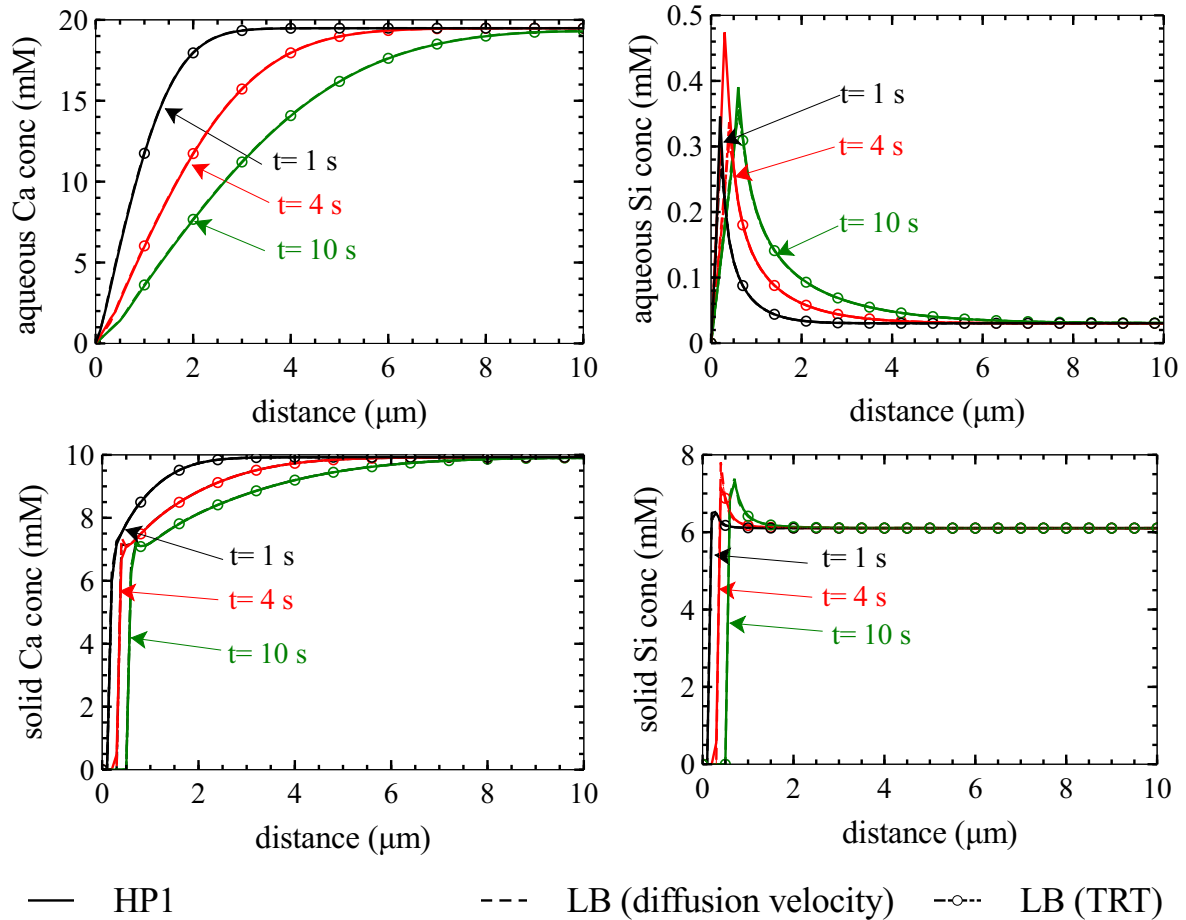 aqueous Ca conc (mM)
20
15
10
5
0
t= 1 s
t= 4 s
t= 10 s
0 2 4 6 8 10
distance (μm)
aqueous Si conc (mM)
0.5
0.4
0.3
0.2
0.1
0
t= 1 s
t= 4 s
t= 10 s
0 2 4 6 8 10
distance (μm)
solid Ca conc (mM)
10
8
6
4
2
0
t= 1 s
t= 4 s
t= 10 s
0 2 4 6 8 10
distance (μm)
solid Si conc (mM)
8
6
4
2
0
t= 1 s
t= 4 s
t= 10 s
0 2 4 6 8 10
distance (μm)
HP1 LB (diffusion velocity) LB (TRT)